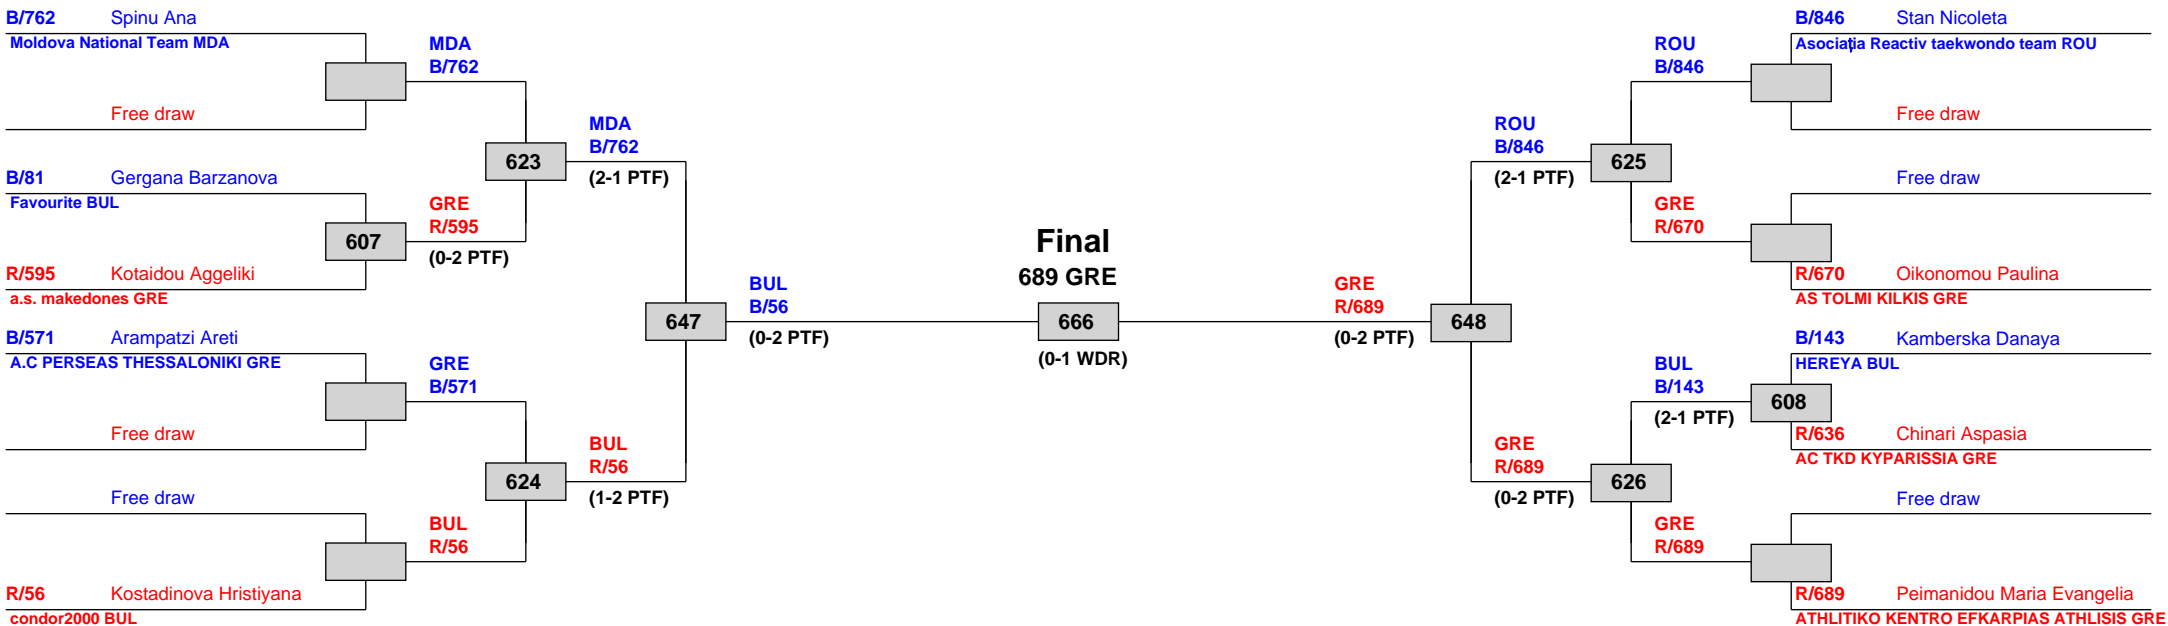 B/762 Spinu Ana
Moldova National Team MDA
Free draw
MDA
B/762
B/81 Gergana Barzanova
Favourite BUL
607
R/595 Kotaidou Aggeliki
a.s. makedones GRE
GRE
R/595
(0-2 PTF)
623
MDA
B/762
(2-1 PTF)
B/571 Arampatzi Areti
A.C PERSEAS THESSALONIKI GRE
Free draw
GRE
B/571
Free draw
R/56 Kostadinova Hristiyana
condor2000 BUL
BUL
R/56
624
BUL
R/56
(1-2 PTF)
647
BUL
B/56
(0-2 PTF)
Final
689 GRE
666
(0-1 WDR)
GRE
R/689
(0-2 PTF)
648
ROU
B/846
(2-1 PTF)
625
ROU
B/846
B/846 Stan Nicoleta
Asociaţia Reactiv taekwondo team ROU
Free draw
Free draw
GRE
R/670
R/670 Oikonomou Paulina
AS TOLMI KILKIS GRE
GRE
R/689
(0-2 PTF)
626
BUL
B/143
(2-1 PTF)
B/143 Kamberska Danaya
HEREYA BUL
608
R/636 Chinari Aspasia
AC TKD KYPARISSIA GRE
Free draw
GRE
R/689
R/689 Peimanidou Maria Evangelia
ATHLITIKO KENTRO EFKARPIAS ATHLISIS GRE